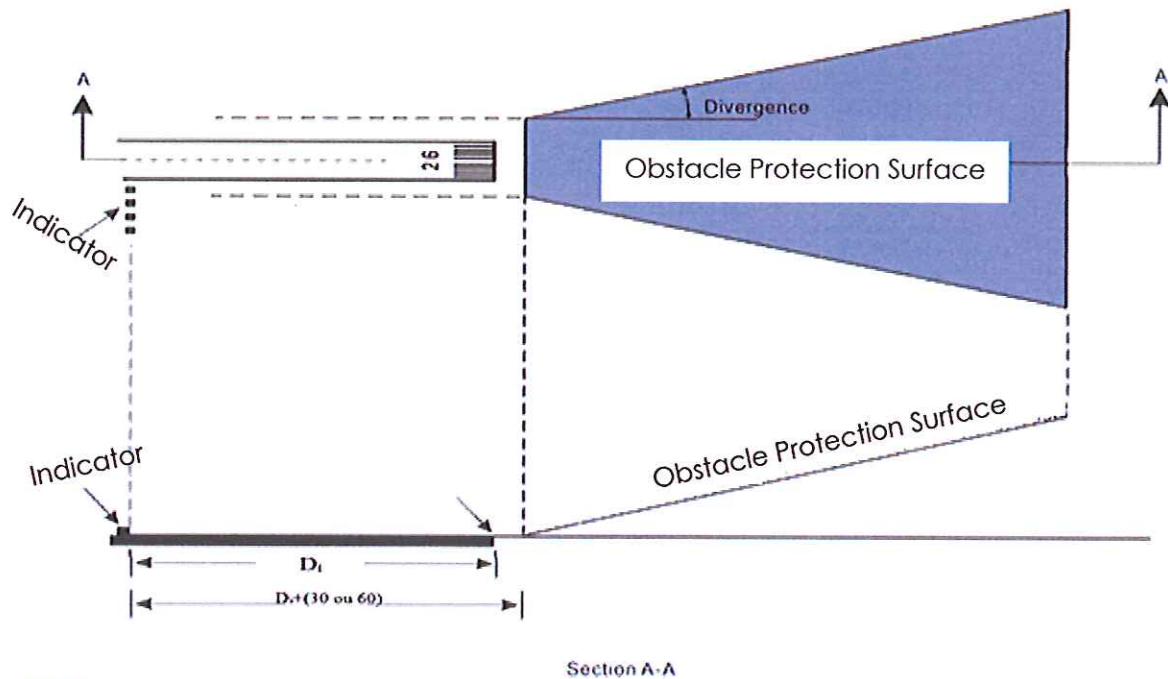 A
A
Divergence
26
Obstacle Protection Surface
Indicator
Obstacle Protection Surface
Indicator
D₁
D₁+(30 ou 60)
Section A-A